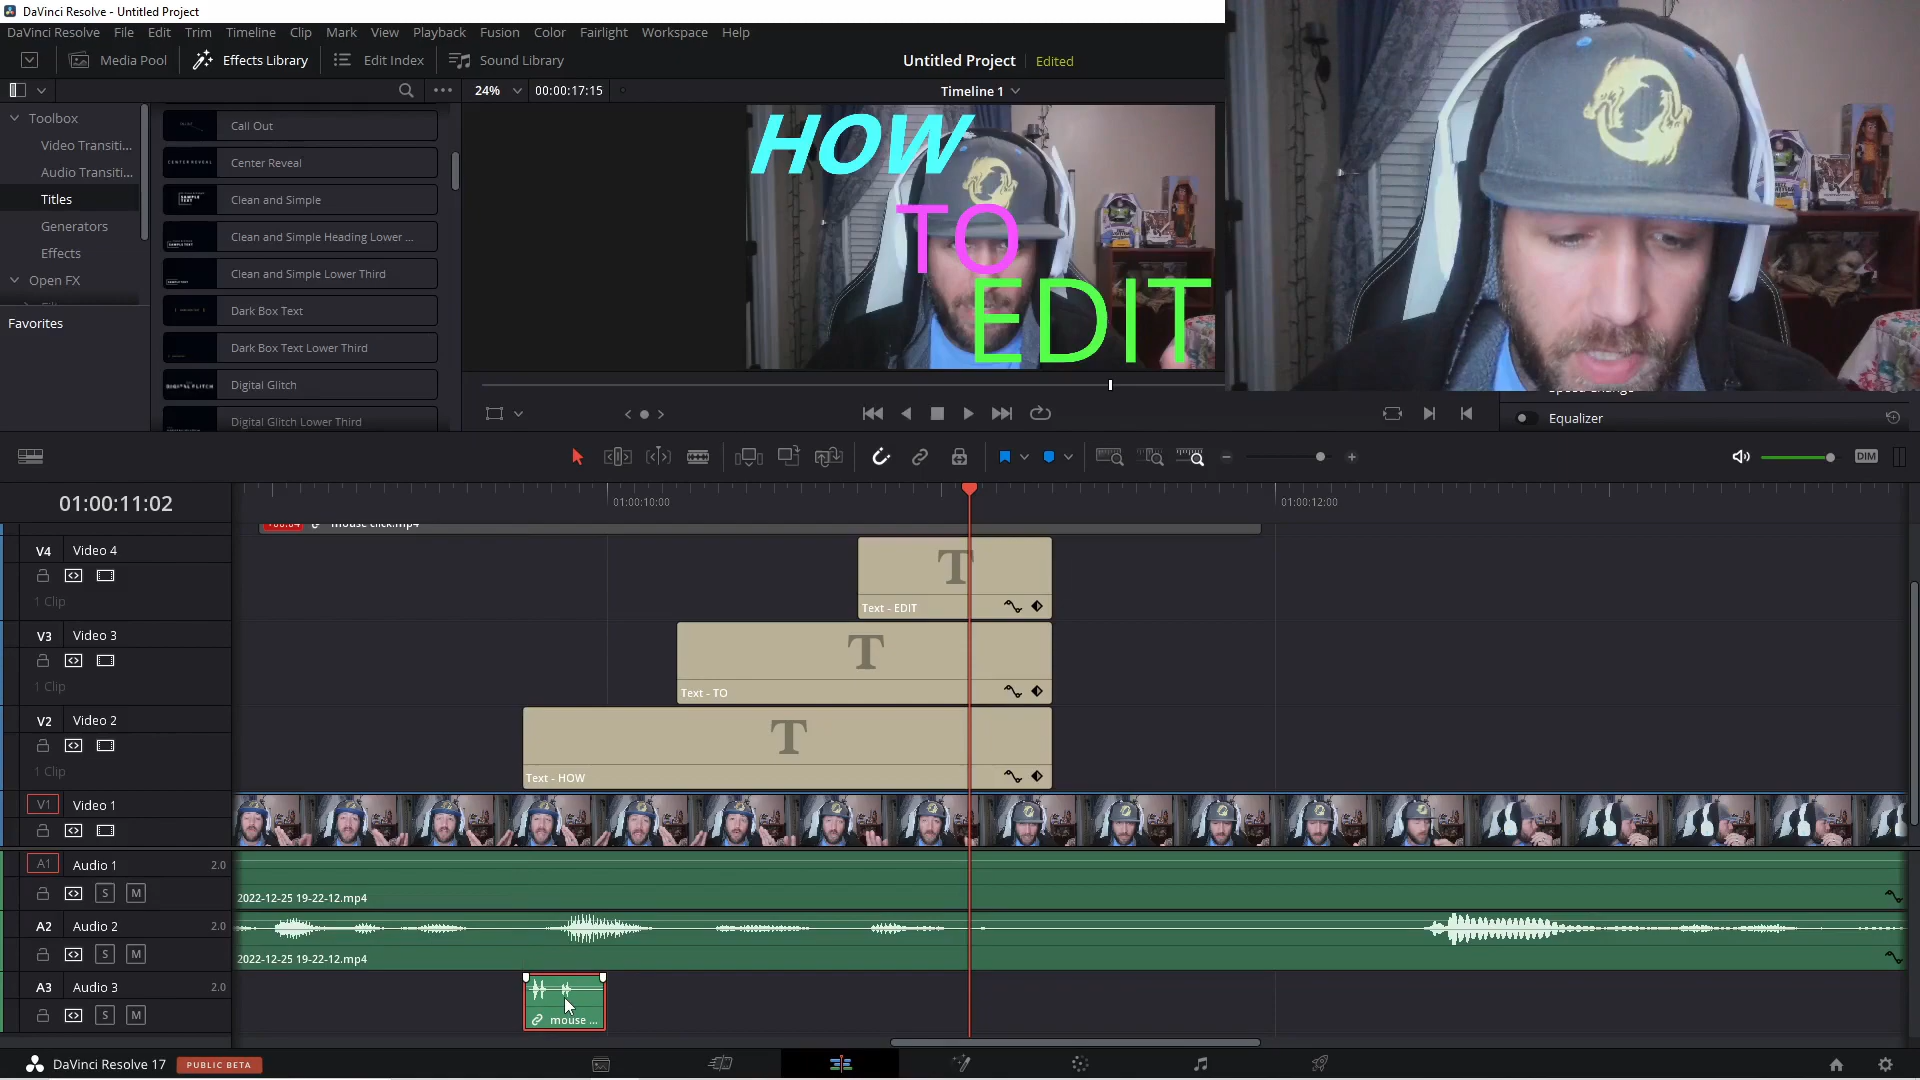 DaVinci Resolve - Untitled Project
DaVinci Resolve File Edit Trim Timeline Clip Mark View Playback Fusion Color Fairlight Workspace Help
Media Pool Effects Library Edit Index Sound Library Untitled Project Edited
24% 00:00:17:15 Timeline 1
Toolbox
Video Transiti...
Audio Transiti...
Titles
Generators
Effects
Open FX
Favorites
Call Out
CENTER REVEAL Center Reveal
Clean and Simple
Clean and Simple Heading Lower ...
Clean and Simple Lower Third
Dark Box Text
Dark Box Text Lower Third
DIGITAL GLITCH Digital Glitch
Digital Glitch Lower Third
HOW
TO
EDIT
Equalizer
DIM
01:00:11:02
01:00:10:00
01:00:12:00
mouse click.mp4
V4 Video 4
1 Clip
T
Text - EDIT
V3 Video 3
1 Clip
T
Text - TO
V2 Video 2
1 Clip
T
Text - HOW
V1 Video 1
A1 Audio 1 2.0
S M
2022-12-25 19-22-12.mp4
A2 Audio 2 2.0
S M
2022-12-25 19-22-12.mp4
A3 Audio 3 2.0
S M
mouse ...
DaVinci Resolve 17 PUBLIC BETA